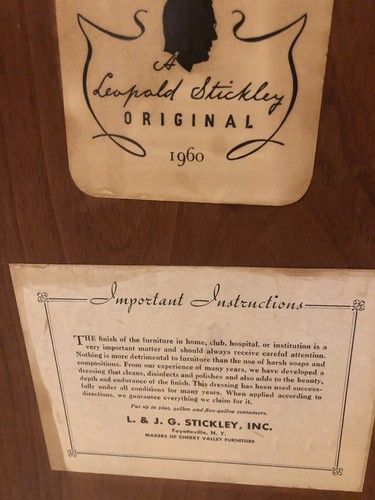 A
Leopold Stickley
ORIGINAL
1960
Important Instructions
THE finish of the furniture in home, club, hospital, or institution is a
very important matter and should always receive careful attention.
Nothing is more detrimental to furniture than the use of harsh soaps and
compositions. From our experience of many years, we have developed a
dressing that cleans, disinfects and polishes and also adds to the beauty,
depth and endurance of the finish. This dressing has been used success-
fully under all conditions for many years. When applied according to
directions, we guarantee everything we claim for it.
Put up in pint, gallon and five-gallon containers.
L. & J. G. STICKLEY, INC.
Fayetteville, N. Y.
MAKERS OF CHERRY VALLEY FURNITURE